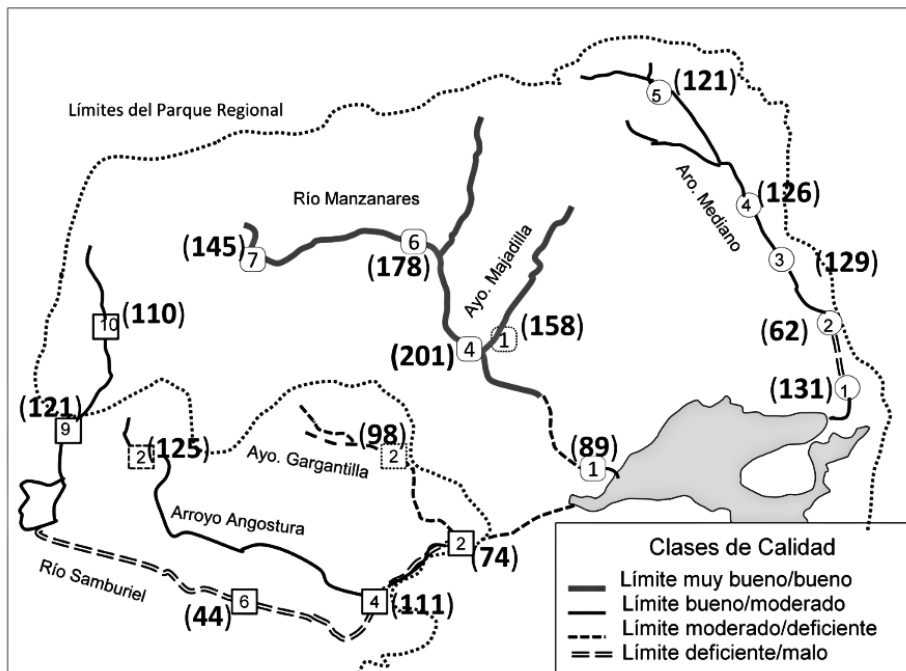 (121)
5
Límites del Parque Regional
Aro. Mediano
(126)
4
Río Manzanares
6
(145)
7
(178)
Ayo. Majadilla
3
(129)
(110)
10
(158)
1
(201)
4
(62)
2
(131)
1
(121)
9
(125)
2
(98)
2
Ayo. Gargantilla
(89)
1
Arroyo Angostura
2
(74)
Río Samburiel
6
(44)
4
(111)
Clases de Calidad
Límite muy bueno/bueno
Límite bueno/moderado
Límite moderado/deficiente
Límite deficiente/malo